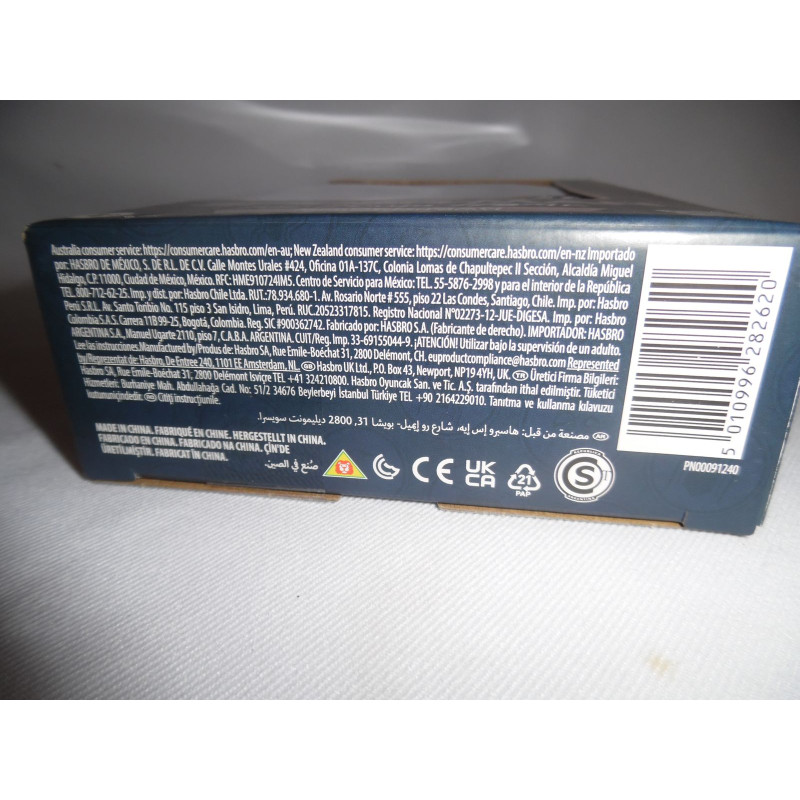 Australia consumer service: https://consumercare.hasbro.com/en-au; New Zealand consumer service: https://consumercare.hasbro.com/en-nz Importado
por: HASBRO DE MÉXICO, S. DE R.L. DE C.V. Calle Montes Urales #424, Oficina 01A-137C, Colonia Lomas de Chapultepec II Sección, Alcaldía Miguel
Hidalgo, C.P. 11000, Ciudad de México, México. RFC: HME910724IM5. Centro de Servicio para México: TEL. 55-5876-2998 y para el interior de la República
TEL. 800-712-62-25. Imp. y dist. por: Hasbro Chile Ltda. RUT.:78.934.680-1. Av. Rosario Norte # 555, piso 22 Las Condes, Santiago, Chile. Imp. por: Hasbro
Perú S.R.L. Av. Santo Toribio No. 115 piso 3 San Isidro, Lima, Perú. RUC.20523317815. Registro Nacional N°02273-12-JUE-DIGESA. Imp. por: Hasbro
Colombia S.A.S. Carrera 11B 99-25, Bogotá, Colombia. Reg. SIC #900362742. Fabricado por: HASBRO S.A. (Fabricante de derecho). IMPORTADOR: HASBRO
ARGENTINA S.A., Manuel Ugarte 2110, piso 7, C.A.B.A. ARGENTINA. CUIT/Reg. Imp. 33-69155044-9. ¡ATENCIÓN! Utilizar bajo la supervisión de un adulto.
Lee las instrucciones. Manufactured by/Produs de: Hasbro SA, Rue Emile-Boéchat 31, 2800 Delémont, CH. euproductcompliance@hasbro.com Represented
by/Reprezentat de: Hasbro, De Entree 240, 1101 EE Amsterdam, NL. GB Hasbro UK Ltd., P.O. Box 43, Newport, NP19 4YH, UK. TR Üretici Firma Bilgileri:
Hasbro SA, Rue Emile-Boéchat 31, 2800 Delémont İsviçre TEL +41 324210800. Hasbro Oyuncak San. ve Tic. A.Ş. tarafından ithal edilmiştir. Tüketici
Hizmetleri: Burhaniye Mah. Abdullahağa Cad. No: 51/2 34676 Beylerbeyi İstanbul Türkiye TEL +90 2164229010. Tanıtma ve kullanma kılavuzu
kutunun içindedir. Citiți instrucțiunile.
AR مصنعة من قبل: هاسبرو إس إيه، شارع رو إميل- بويشا 31, 2800 ديليمونت سويسرا.
MADE IN CHINA. FABRIQUÉ EN CHINE. HERGESTELLT IN CHINA.
FABRICADO EN CHINA. FABRICADO NA CHINA. ÇİN'DE
ÜRETİLMİŞTİR. FABRICAT ÎN CHINA.
صُنع في الصين.
CE
UK
CA
21
PAP
S
ARGENTINA
5 010996 282620
PN00091240